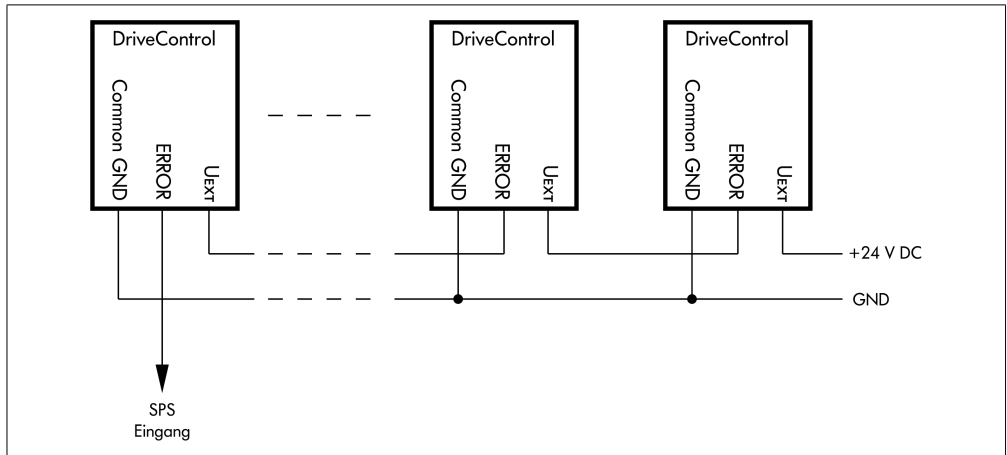 DriveControl
Common GND
ERROR
UEXT
DriveControl
Common GND
ERROR
UEXT
DriveControl
Common GND
ERROR
UEXT
+24 V DC
GND
SPS
Eingang